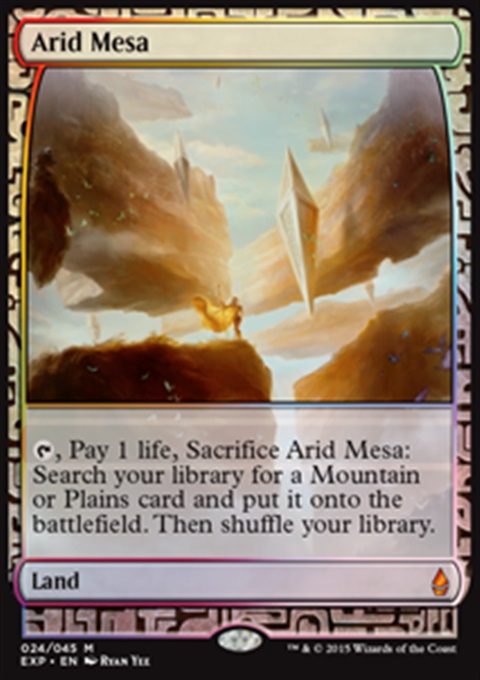 Arid Mesa
, Pay 1 life, Sacrifice Arid Mesa:
Search your library for a Mountain
or Plains card and put it onto the
battlefield. Then shuffle your library.
Land
024/045 M
EXP • EN Ryan Yee
™ & © 2015 Wizards of the Coast